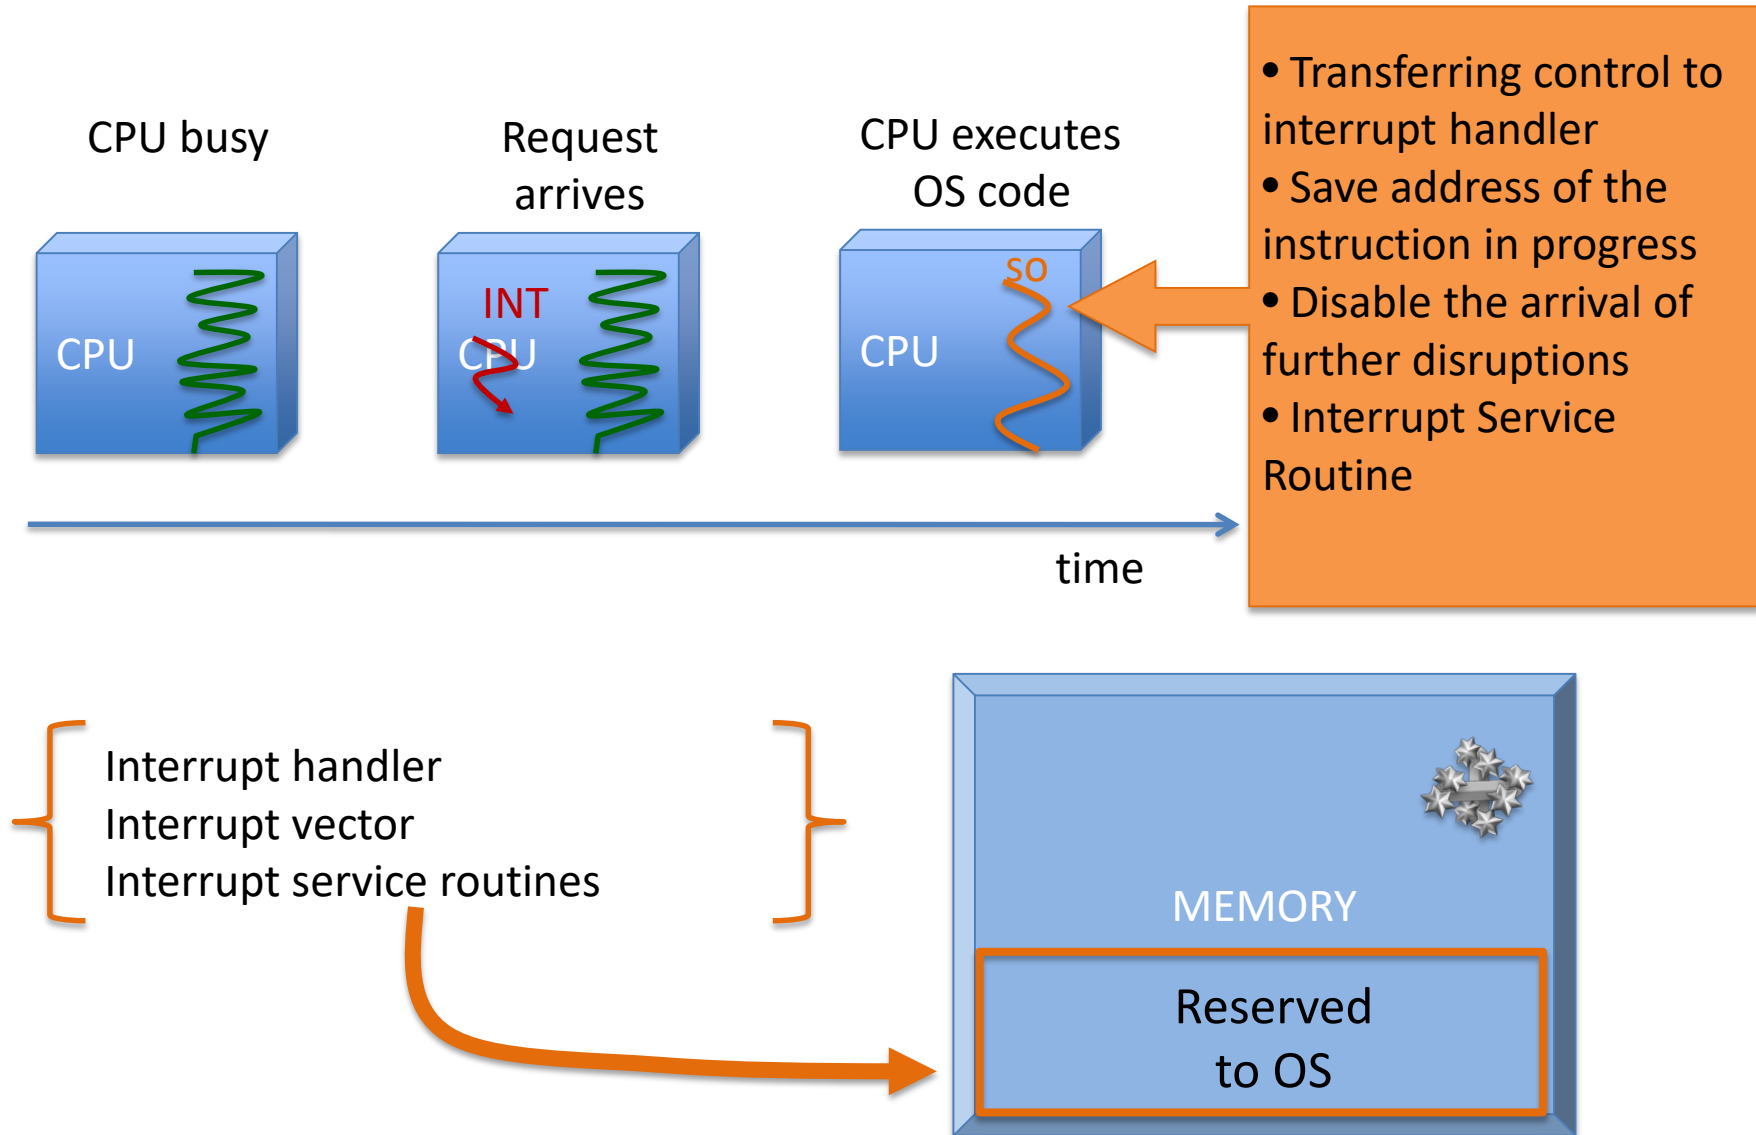 CPU busy
Request
arrives
CPU executes
OS code
CPU
INT
CPU
SO
CPU
time
• Transferring control to
interrupt handler
• Save address of the
instruction in progress
• Disable the arrival of
further disruptions
• Interrupt Service
Routine
Interrupt handler
Interrupt vector
Interrupt service routines
MEMORY
Reserved
to OS